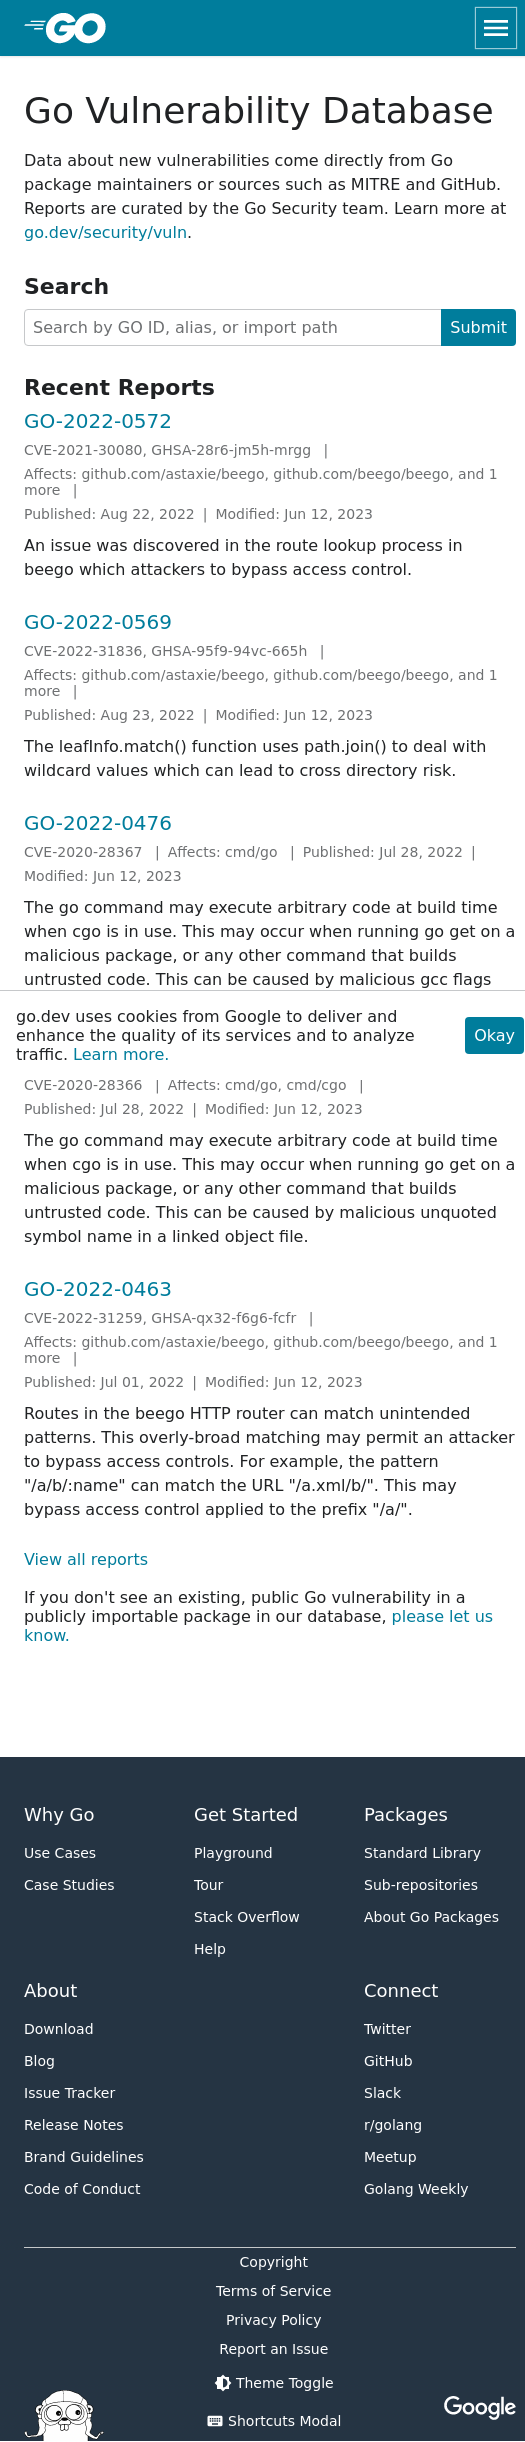 GO
Go Vulnerability Database
Data about new vulnerabilities come directly from Go
package maintainers or sources such as MITRE and GitHub.
Reports are curated by the Go Security team. Learn more at
go.dev/security/vuln.
Search
Search by GO ID, alias, or import path
Submit
Recent Reports
GO-2022-0572
CVE-2021-30080, GHSA-28r6-jm5h-mrgg |
Affects: github.com/astaxie/beego, github.com/beego/beego, and 1
more |
Published: Aug 22, 2022 | Modified: Jun 12, 2023
An issue was discovered in the route lookup process in
beego which attackers to bypass access control.
GO-2022-0569
CVE-2022-31836, GHSA-95f9-94vc-665h |
Affects: github.com/astaxie/beego, github.com/beego/beego, and 1
more |
Published: Aug 23, 2022 | Modified: Jun 12, 2023
The leafInfo.match() function uses path.join() to deal with
wildcard values which can lead to cross directory risk.
GO-2022-0476
CVE-2020-28367 | Affects: cmd/go | Published: Jul 28, 2022 |
Modified: Jun 12, 2023
The go command may execute arbitrary code at build time
when cgo is in use. This may occur when running go get on a
malicious package, or any other command that builds
untrusted code. This can be caused by malicious gcc flags
go.dev uses cookies from Google to deliver and
enhance the quality of its services and to analyze
traffic. Learn more.
Okay
CVE-2020-28366 | Affects: cmd/go, cmd/cgo |
Published: Jul 28, 2022 | Modified: Jun 12, 2023
The go command may execute arbitrary code at build time
when cgo is in use. This may occur when running go get on a
malicious package, or any other command that builds
untrusted code. This can be caused by malicious unquoted
symbol name in a linked object file.
GO-2022-0463
CVE-2022-31259, GHSA-qx32-f6g6-fcfr |
Affects: github.com/astaxie/beego, github.com/beego/beego, and 1
more |
Published: Jul 01, 2022 | Modified: Jun 12, 2023
Routes in the beego HTTP router can match unintended
patterns. This overly-broad matching may permit an attacker
to bypass access controls. For example, the pattern
"/a/b/:name" can match the URL "/a.xml/b/". This may
bypass access control applied to the prefix "/a/".
View all reports
If you don't see an existing, public Go vulnerability in a
publicly importable package in our database, please let us
know.
Why Go
Use Cases
Case Studies
Get Started
Playground
Tour
Stack Overflow
Help
Packages
Standard Library
Sub-repositories
About Go Packages
About
Download
Blog
Issue Tracker
Release Notes
Brand Guidelines
Code of Conduct
Connect
Twitter
GitHub
Slack
r/golang
Meetup
Golang Weekly
Copyright
Terms of Service
Privacy Policy
Report an Issue
Theme Toggle
Shortcuts Modal
Google